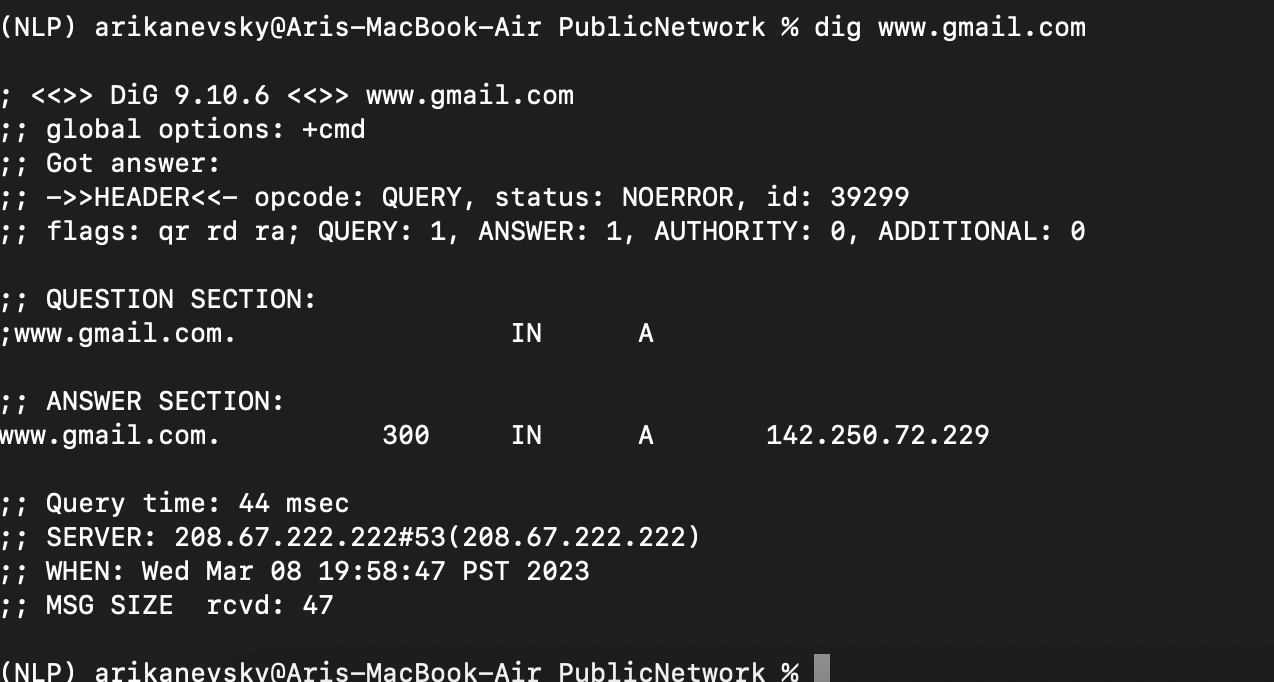 (NLP) arikanevsky@Aris-MacBook-Air PublicNetwork % dig www.gmail.com
; <<>> DiG 9.10.6 <<>> www.gmail.com
;; global options: +cmd
;; Got answer:
;; ->>HEADER<<- opcode: QUERY, status: NOERROR, id: 39299
;; flags: qr rd ra; QUERY: 1, ANSWER: 1, AUTHORITY: 0, ADDITIONAL: 0
;; QUESTION SECTION:
;www.gmail.com. IN A
;; ANSWER SECTION:
www.gmail.com. 300 IN A 142.250.72.229
;; Query time: 44 msec
;; SERVER: 208.67.222.222#53(208.67.222.222)
;; WHEN: Wed Mar 08 19:58:47 PST 2023
;; MSG SIZE rcvd: 47
(NLP) arikanevsky@Aris-MacBook-Air PublicNetwork %